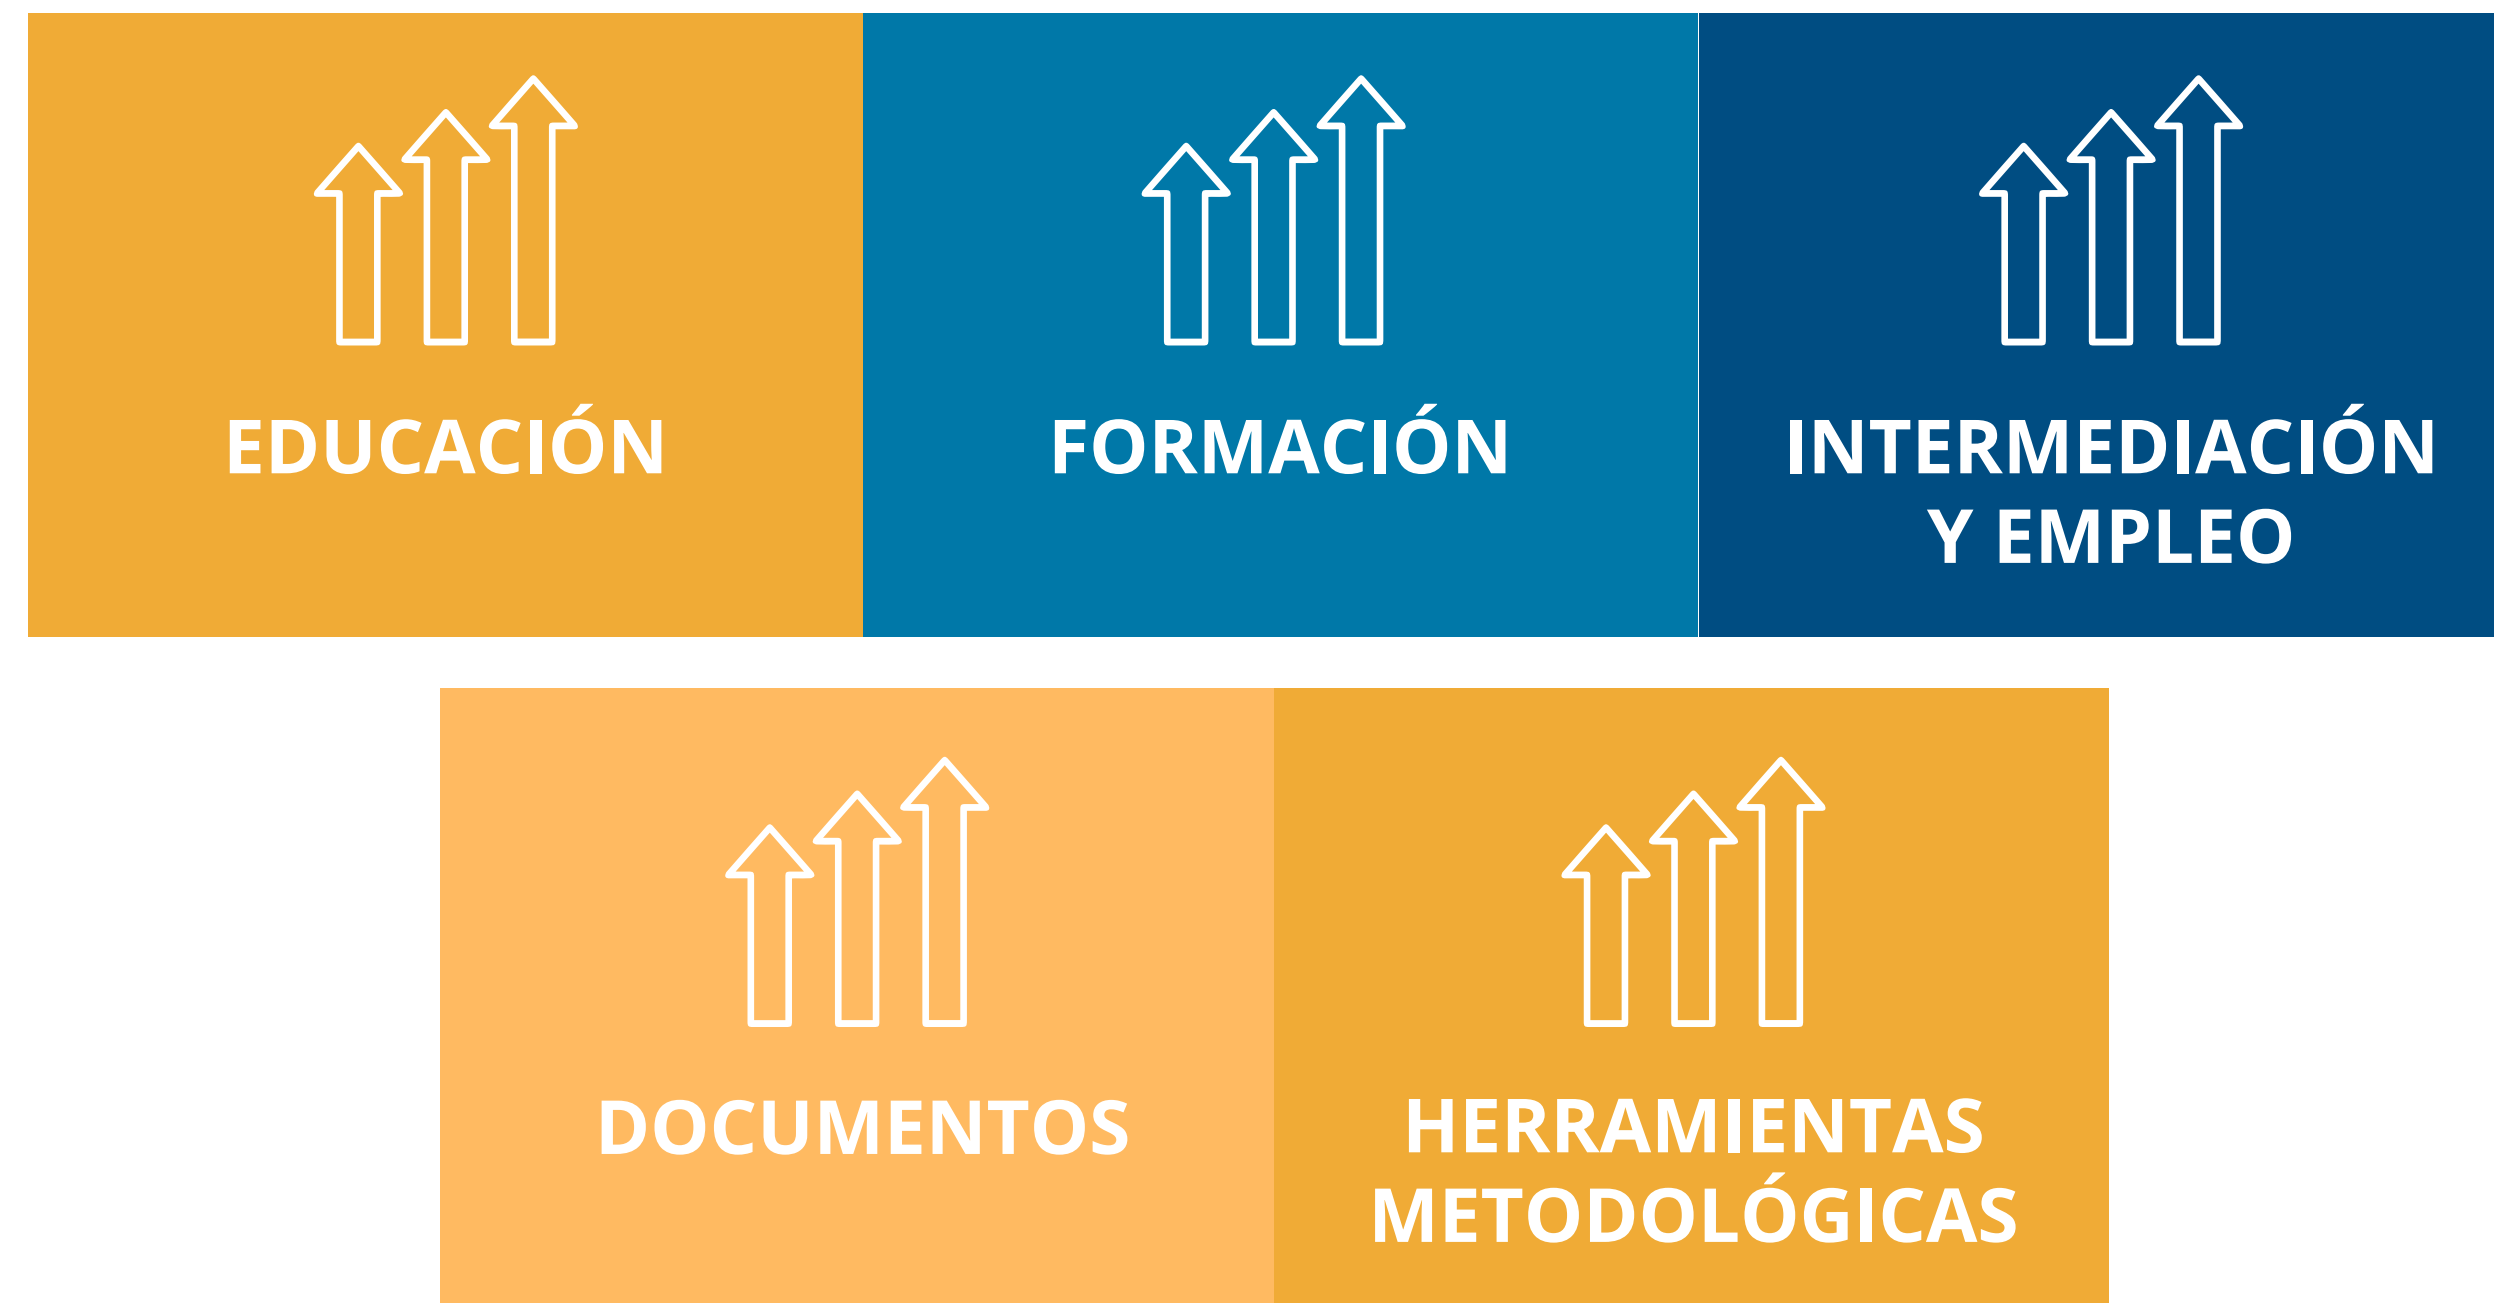 EDUCACIÓN
FORMACIÓN
INTERMEDIACIÓN
Y EMPLEO
DOCUMENTOS
HERRAMIENTAS
METODOLÓGICAS